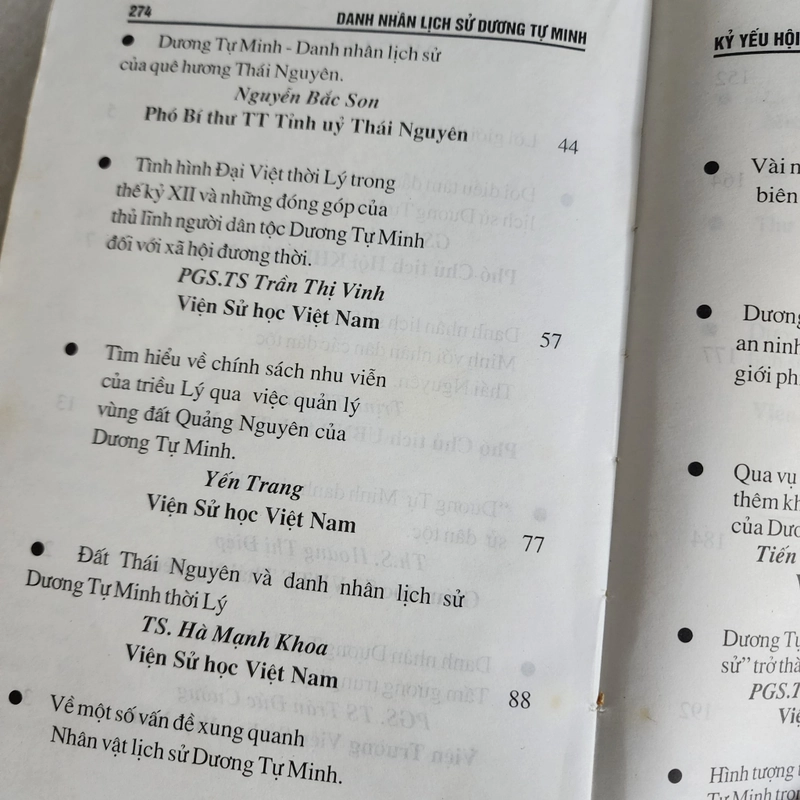 274 DANH NHÂN LỊCH SỬ DƯƠNG TỰ MINH
● Dương Tự Minh - Danh nhân lịch sử
của quê hương Thái Nguyên.
Nguyễn Bắc Son
Phó Bí thư TT Tỉnh uỷ Thái Nguyên 44
● Tình hình Đại Việt thời Lý trong
thế kỷ XII và những đóng góp của
thủ lĩnh người dân tộc Dương Tự Minh
đối với xã hội đương thời.
PGS.TS Trần Thị Vinh
Viện Sử học Việt Nam 57
● Tìm hiểu về chính sách nhu viễn
của triều Lý qua việc quản lý
vùng đất Quảng Nguyên của
Dương Tự Minh.
Yến Trang
Viện Sử học Việt Nam 77
● Đất Thái Nguyên và danh nhân lịch sử
Dương Tự Minh thời Lý
TS. Hà Mạnh Khoa
Viện Sử học Việt Nam 88
● Về một số vấn đề xung quanh
Nhân vật lịch sử Dương Tự Minh.
KỶ YẾU HỘI
● Vài n
biên
● Dương
an ninh
giới ph
● Qua vụ
thêm kh
của Dươ
Tiến
V
● Dương Tự
sử” trở thà
PGS.T
Việ
● Hình tượng
Tự Minh tron